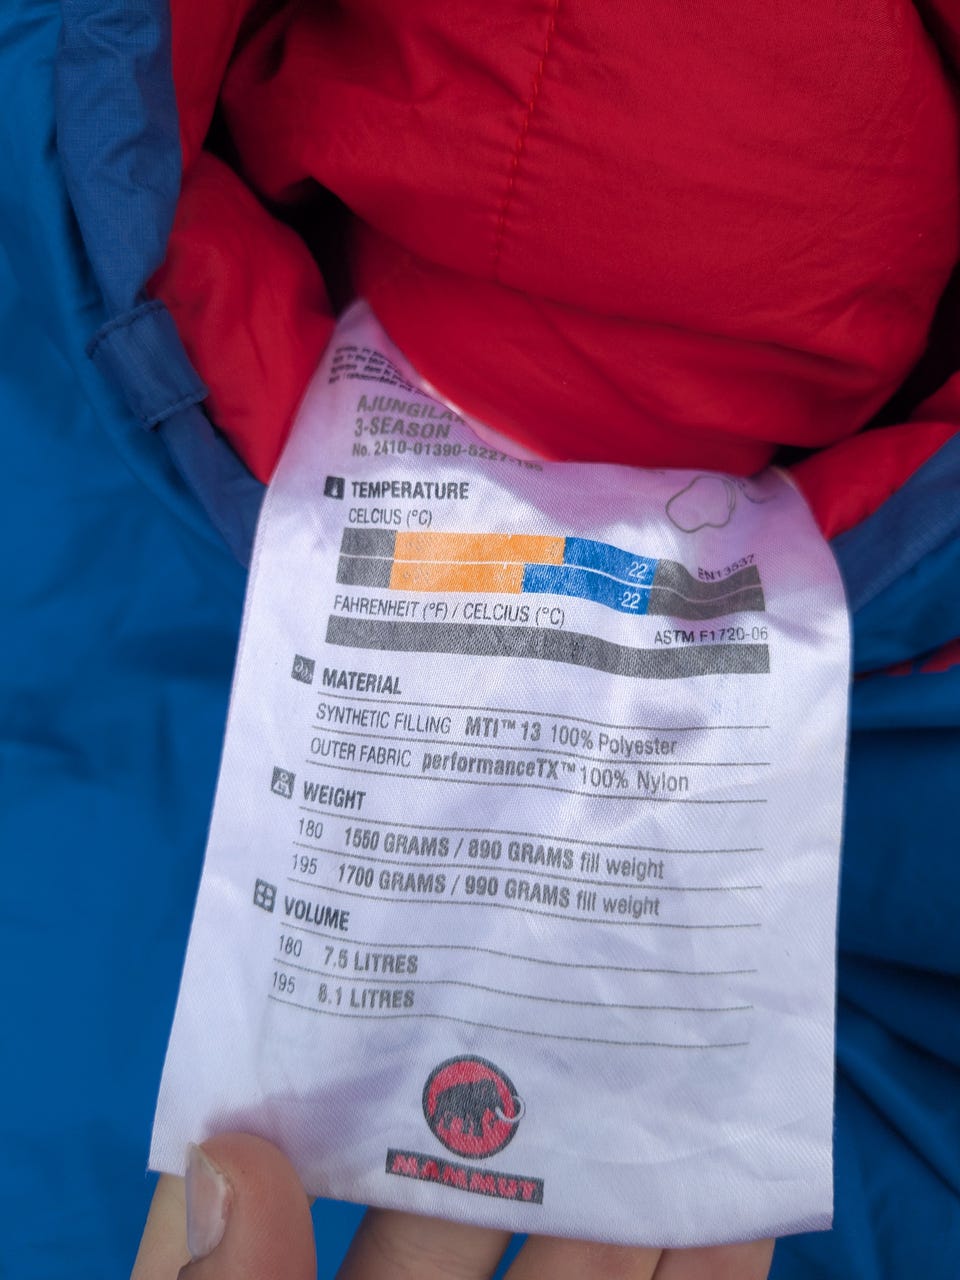 AJUNGILAK
3-SEASON
No. 2410-01390-5227-195
TEMPERATURE
CELCIUS (°C)
22
EN13537
-22
FAHRENHEIT (°F) / CELCIUS (°C)
ASTM F1720-06
MATERIAL
SYNTHETIC FILLING MTI™ 13 100% Polyester
OUTER FABRIC performanceTX™ 100% Nylon
WEIGHT
180 1550 GRAMS / 890 GRAMS fill weight
195 1700 GRAMS / 990 GRAMS fill weight
VOLUME
180 7.5 LITRES
195 8.1 LITRES
MAMMUT